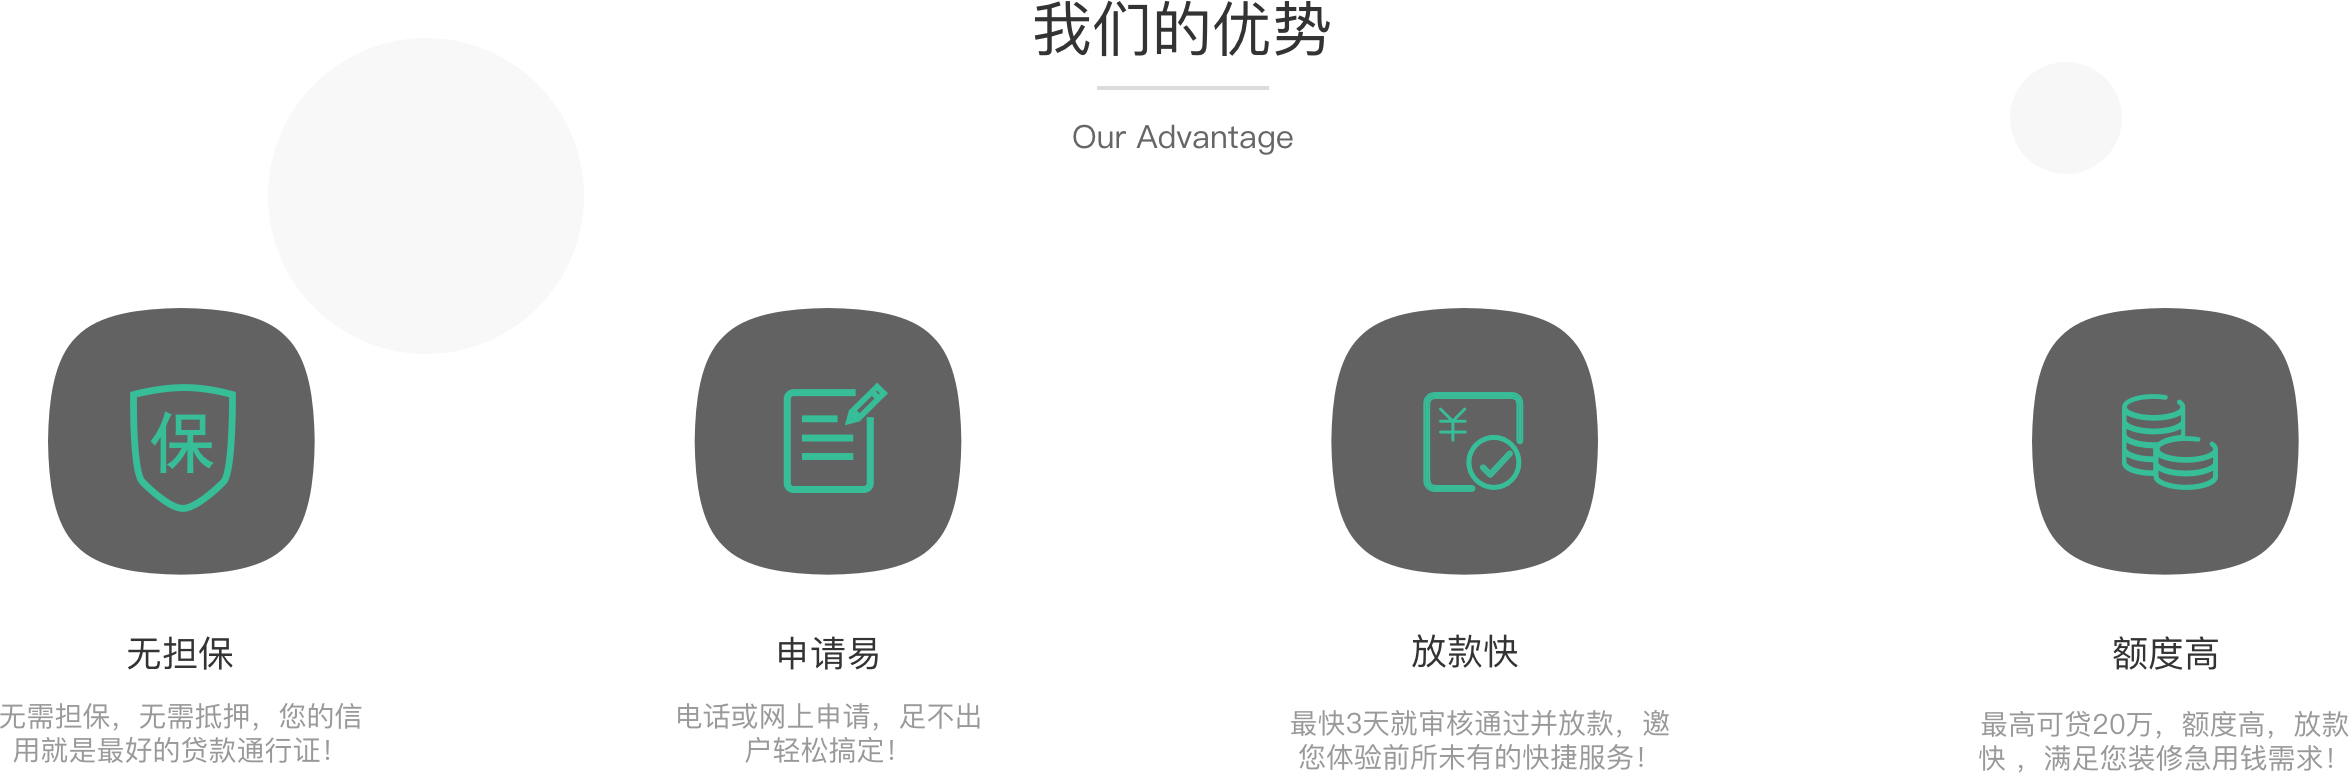 我们的优势
Our Advantage
保
¥
无担保
无需担保，无需抵押，您的信
用就是最好的贷款通行证！
申请易
电话或网上申请，足不出
户轻松搞定！
放款快
最快3天就审核通过并放款，邀
您体验前所未有的快捷服务！
额度高
最高可贷20万，额度高，放款
快 ，满足您装修急用钱需求！